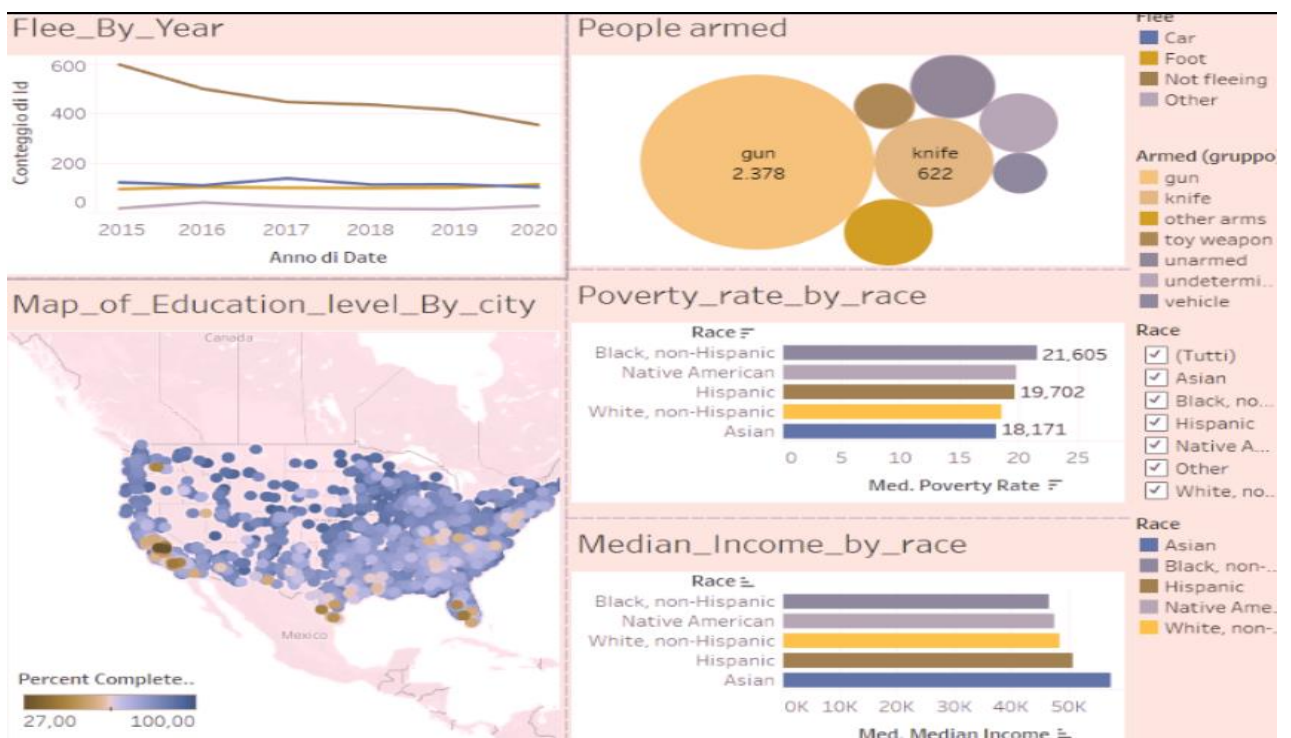 Flee_By_Year
600
400
200
0
Conteggio di Id
2015 2016 2017 2018 2019 2020
Anno di Date
People armed
gun
2.378
knife
622
Flee
Car
Foot
Not fleeing
Other
Armed (gruppo
gun
knife
other arms
toy weapon
unarmed
undetermi..
vehicle
Map_of_Education_level_By_city
Canada
Mexico
Percent Complete..
27,00 100,00
Poverty_rate_by_race
Race
Black, non-Hispanic 21,605
Native American
Hispanic 19,702
White, non-Hispanic
Asian 18,171
0 5 10 15 20 25
Med. Poverty Rate
Race
(Tutti)
Asian
Black, no...
Hispanic
Native A...
Other
White, no..
Median_Income_by_race
Race
Black, non-Hispanic
Native American
White, non-Hispanic
Hispanic
Asian
0K 10K 20K 30K 40K 50K
Med. Median Income
Race
Asian
Black, non-..
Hispanic
Native Ame.
White, non-.